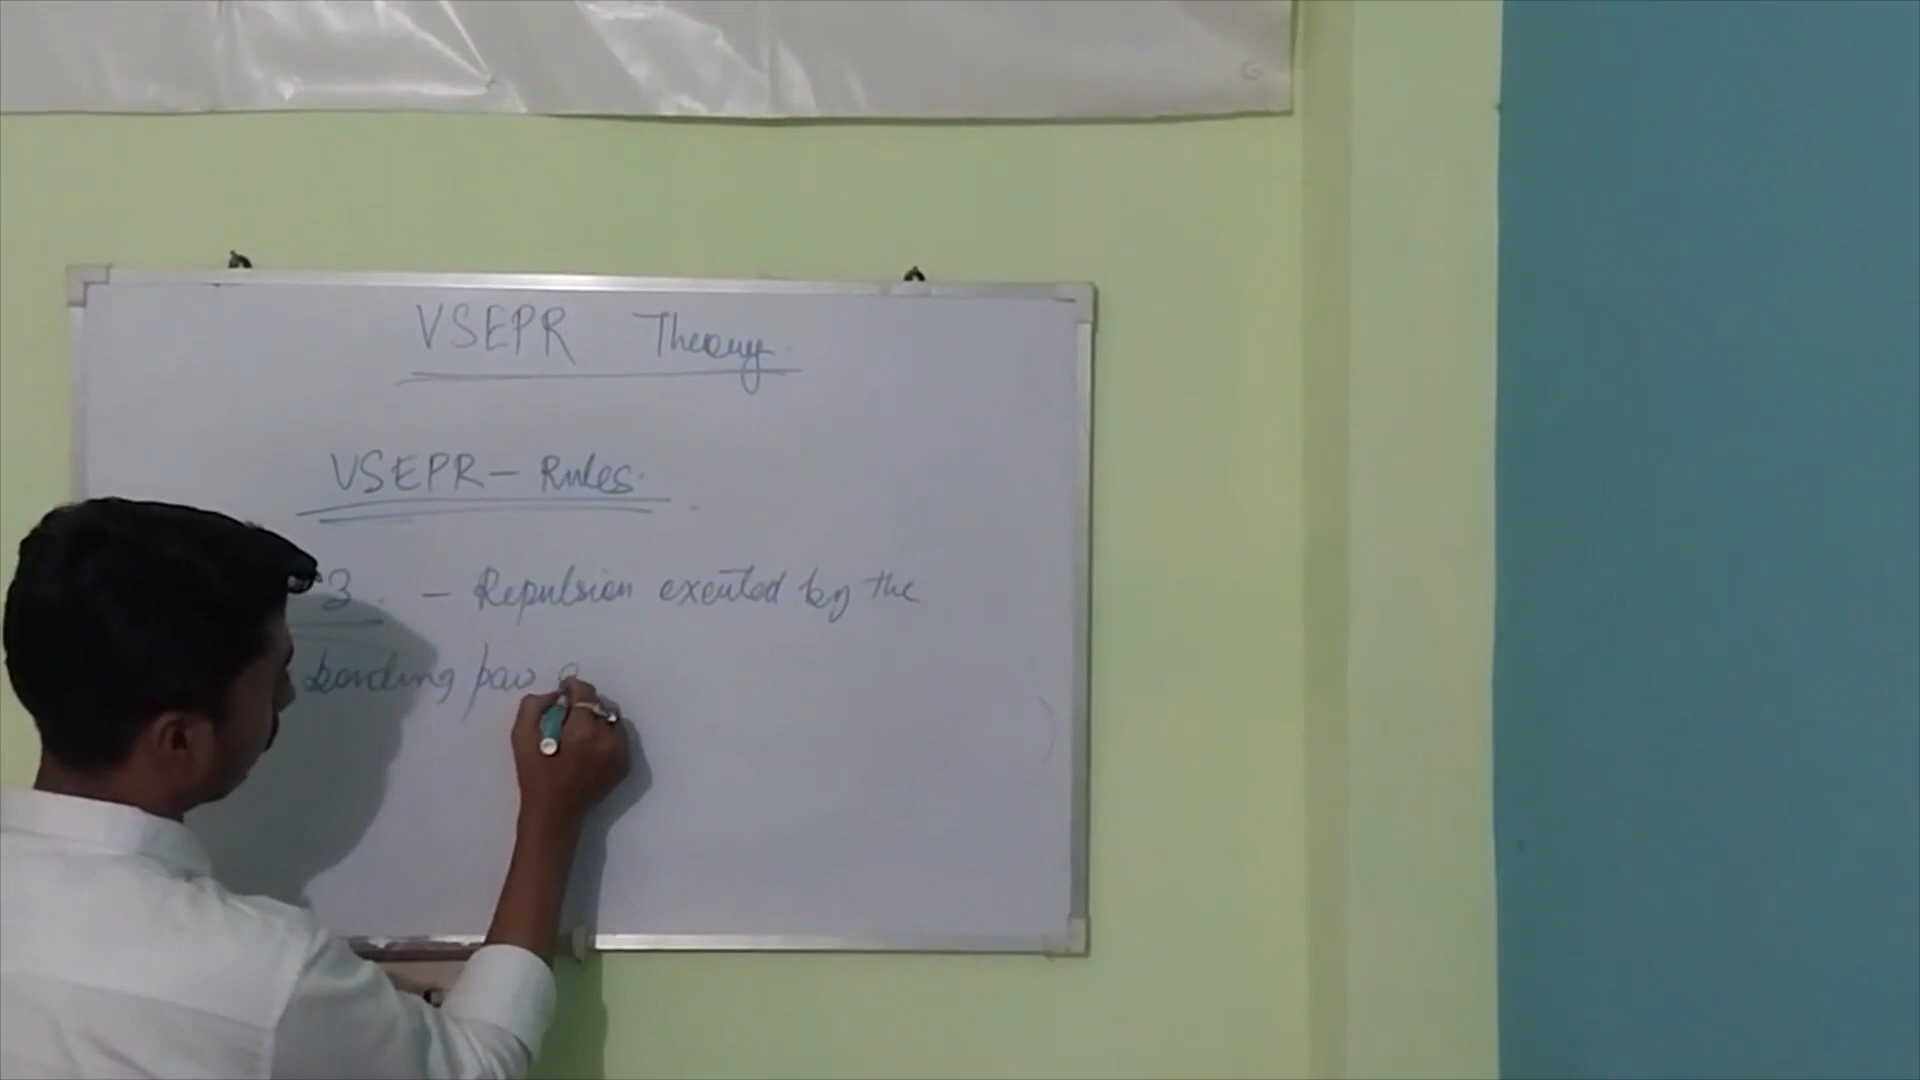 VSEPR Theory
VSEPR - Rules.
3. - Repulsion exerted by the
bonding pair